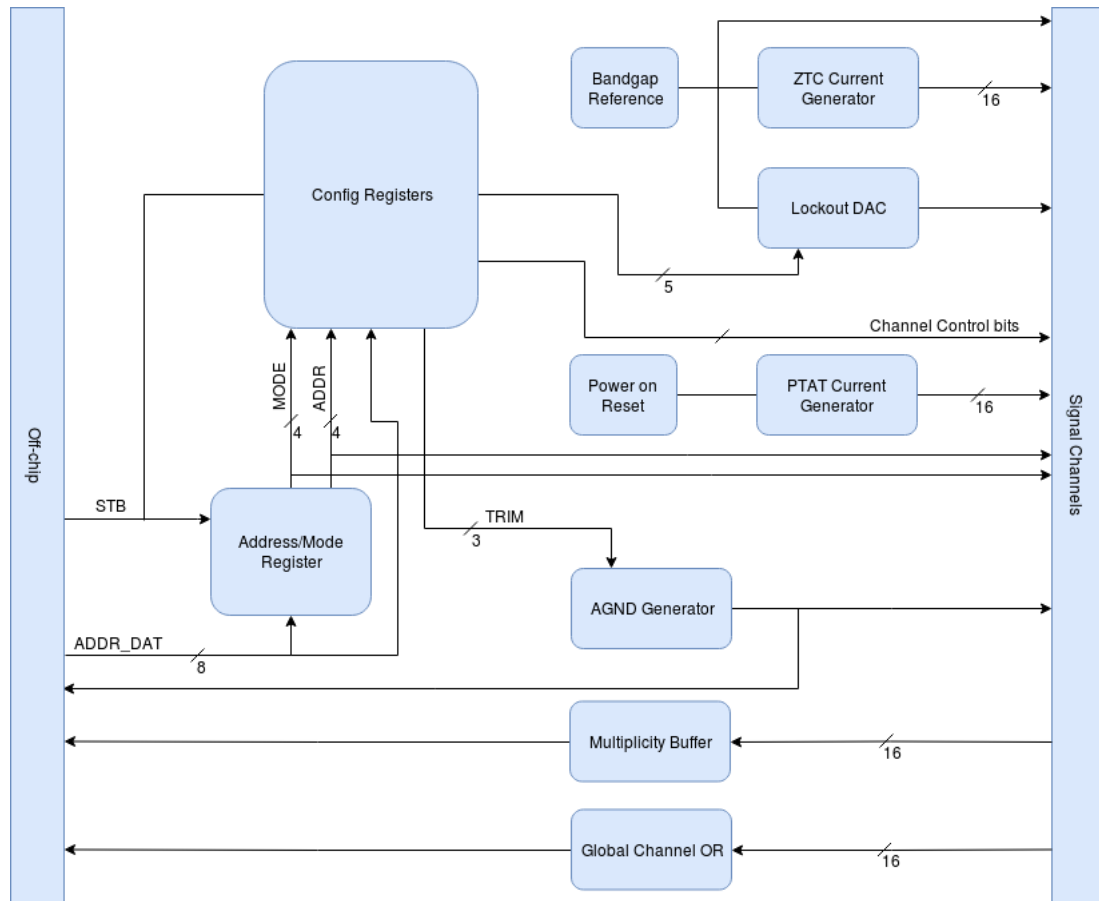 Bandgap
Reference
ZTC Current
Generator
16
Config Registers
Lockout DAC
5
Channel Control bits
MODE
ADDR
4
4
Power on
Reset
PTAT Current
Generator
16
Off-chip
Signal Channels
STB
Address/Mode
Register
TRIM
3
AGND Generator
ADDR_DAT
8
Multiplicity Buffer
16
Global Channel OR
16